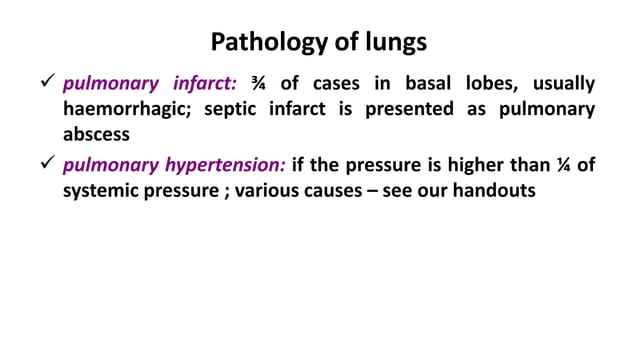 Pathology of lungs
✓ pulmonary infarct: ¾ of cases in basal lobes, usually
haemorrhagic; septic infarct is presented as pulmonary
abscess
✓ pulmonary hypertension: if the pressure is higher than ¼ of
systemic pressure ; various causes – see our handouts